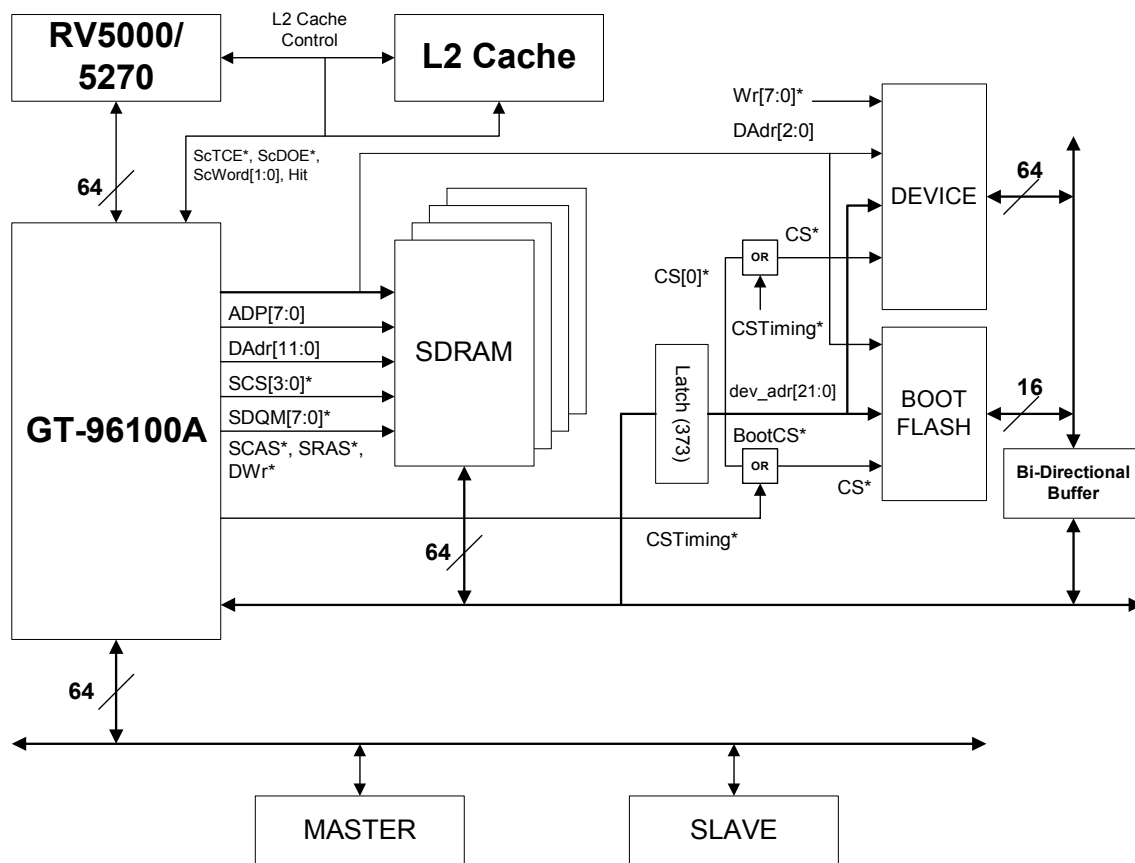 RV5000/
5270
L2 Cache
Control
L2 Cache
ScTCE*, ScDOE*,
ScWord[1:0], Hit
64
Wr[7:0]*
DAdr[2:0]
DEVICE
64
CS*
OR
CS[0]*
CSTiming*
GT-96100A
ADP[7:0]
DAdr[11:0]
SCS[3:0]*
SDQM[7:0]*
SCAS*, SRAS*,
DWr*
SDRAM
64
Latch (373)
dev_adr[21:0]
BootCS*
OR
CS*
CSTiming*
BOOT
FLASH
16
Bi-Directional
Buffer
64
MASTER
SLAVE